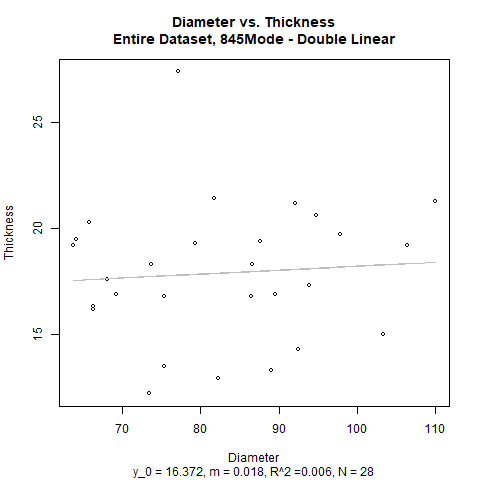 Diameter vs. Thickness
Entire Dataset, 845Mode - Double Linear
Thickness
25
20
15
70 80 90 100 110
Diameter
y_0 = 16.372, m = 0.018, R^2 =0.006, N = 28